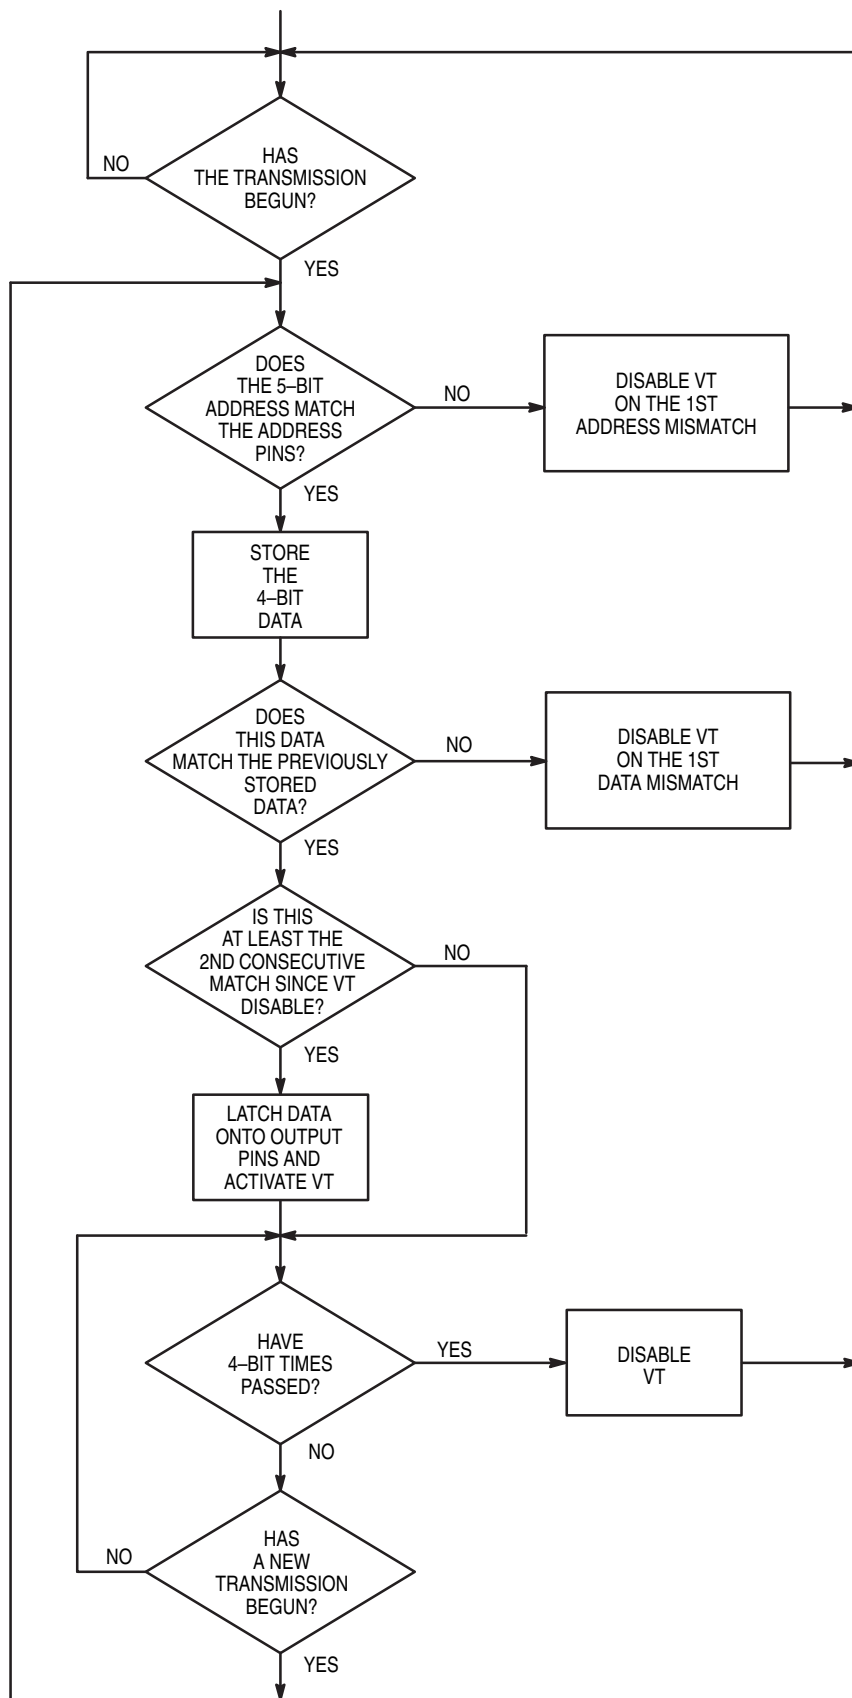 HAS
THE TRANSMISSION
BEGUN?
NO
YES
DOES
THE 5–BIT
ADDRESS MATCH
THE ADDRESS
PINS?
NO
DISABLE VT
ON THE 1ST
ADDRESS MISMATCH
YES
STORE
THE
4–BIT
DATA
DOES
THIS DATA
MATCH THE PREVIOUSLY
STORED
DATA?
NO
DISABLE VT
ON THE 1ST
DATA MISMATCH
YES
IS THIS
AT LEAST THE
2ND CONSECUTIVE
MATCH SINCE VT
DISABLE?
NO
YES
LATCH DATA
ONTO OUTPUT
PINS AND
ACTIVATE VT
HAVE
4–BIT TIMES
PASSED?
YES
DISABLE
VT
NO
HAS
A NEW
TRANSMISSION
BEGUN?
NO
YES